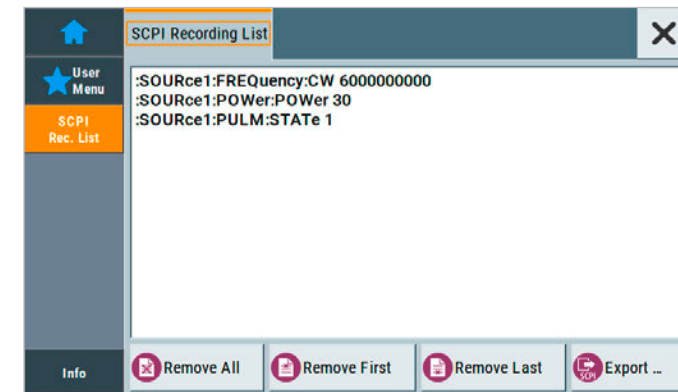 SCPI Recording List
User
Menu
SCPI
Rec. List
:SOURce1:FREQuency:CW 6000000000
:SOURce1:POWer:POWer 30
:SOURce1:PULM:STATe 1
Info
Remove All
Remove First
Remove Last
SCPI
Export ...